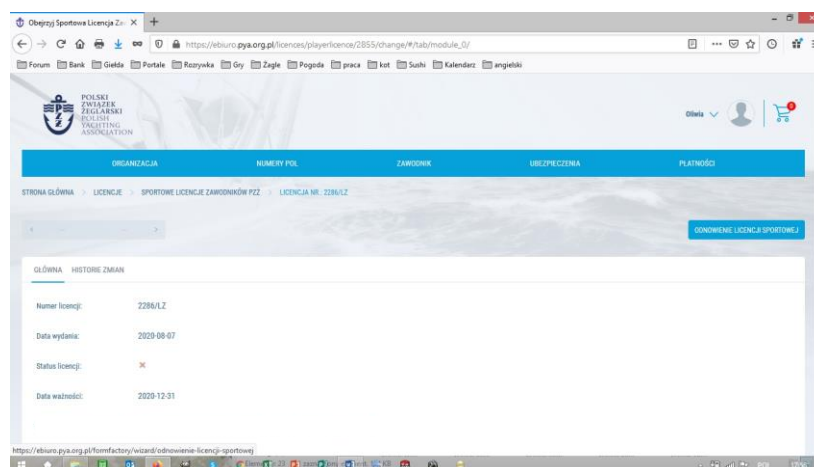 Obejrzyj Sportowa Licencja Za
https://ebiuro.pya.org.pl/licences/playerlicence/2855/change/#/tab/module_0/
Forum Bank Giełda Portale Rozrywka Gry Zagle Pogoda praca kot Sushi Kalendarz angielski
POLSKI
ZWIĄZEK
ŻEGLARSKI
POLISH
YACHTING
ASSOCIATION
Oliwia
0
ORGANIZACJA NUMERY POL ZAWODNIK UBEZPIECZENIA PŁATNOŚCI
STRONA GŁÓWNA > LICENCJE > SPORTOWE LICENCJE ZAWODNIKÓW PZŻ > LICENCJA NR: 2286/LZ
ODNOWIENIE LICENCJI SPORTOWEJ
GŁÓWNA HISTORIE ZMIAN
Numer licencji: 2286/LZ
Data wydania: 2020-08-07
Status licencji:
Data ważności: 2020-12-31
https://ebiuro.pya.org.pl/formfactory/wizard/odnowienie-licencji-sportowej